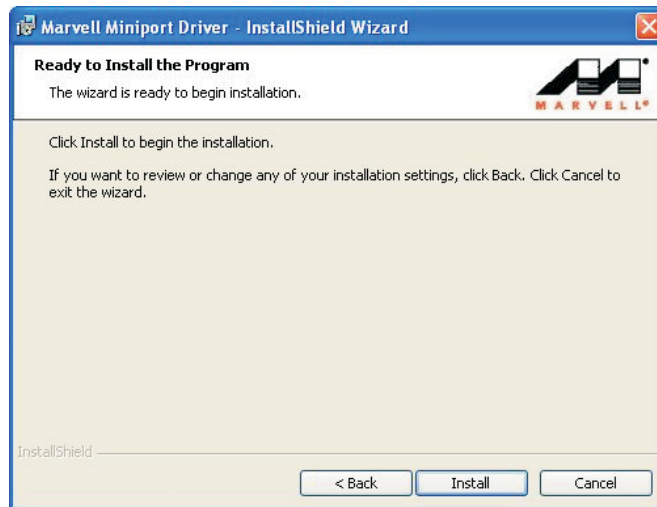 Marvell Miniport Driver - InstallShield Wizard
Ready to Install the Program
The wizard is ready to begin installation.
MARVELL®
Click Install to begin the installation.
If you want to review or change any of your installation settings, click Back. Click Cancel to
exit the wizard.
InstallShield
< Back
Install
Cancel